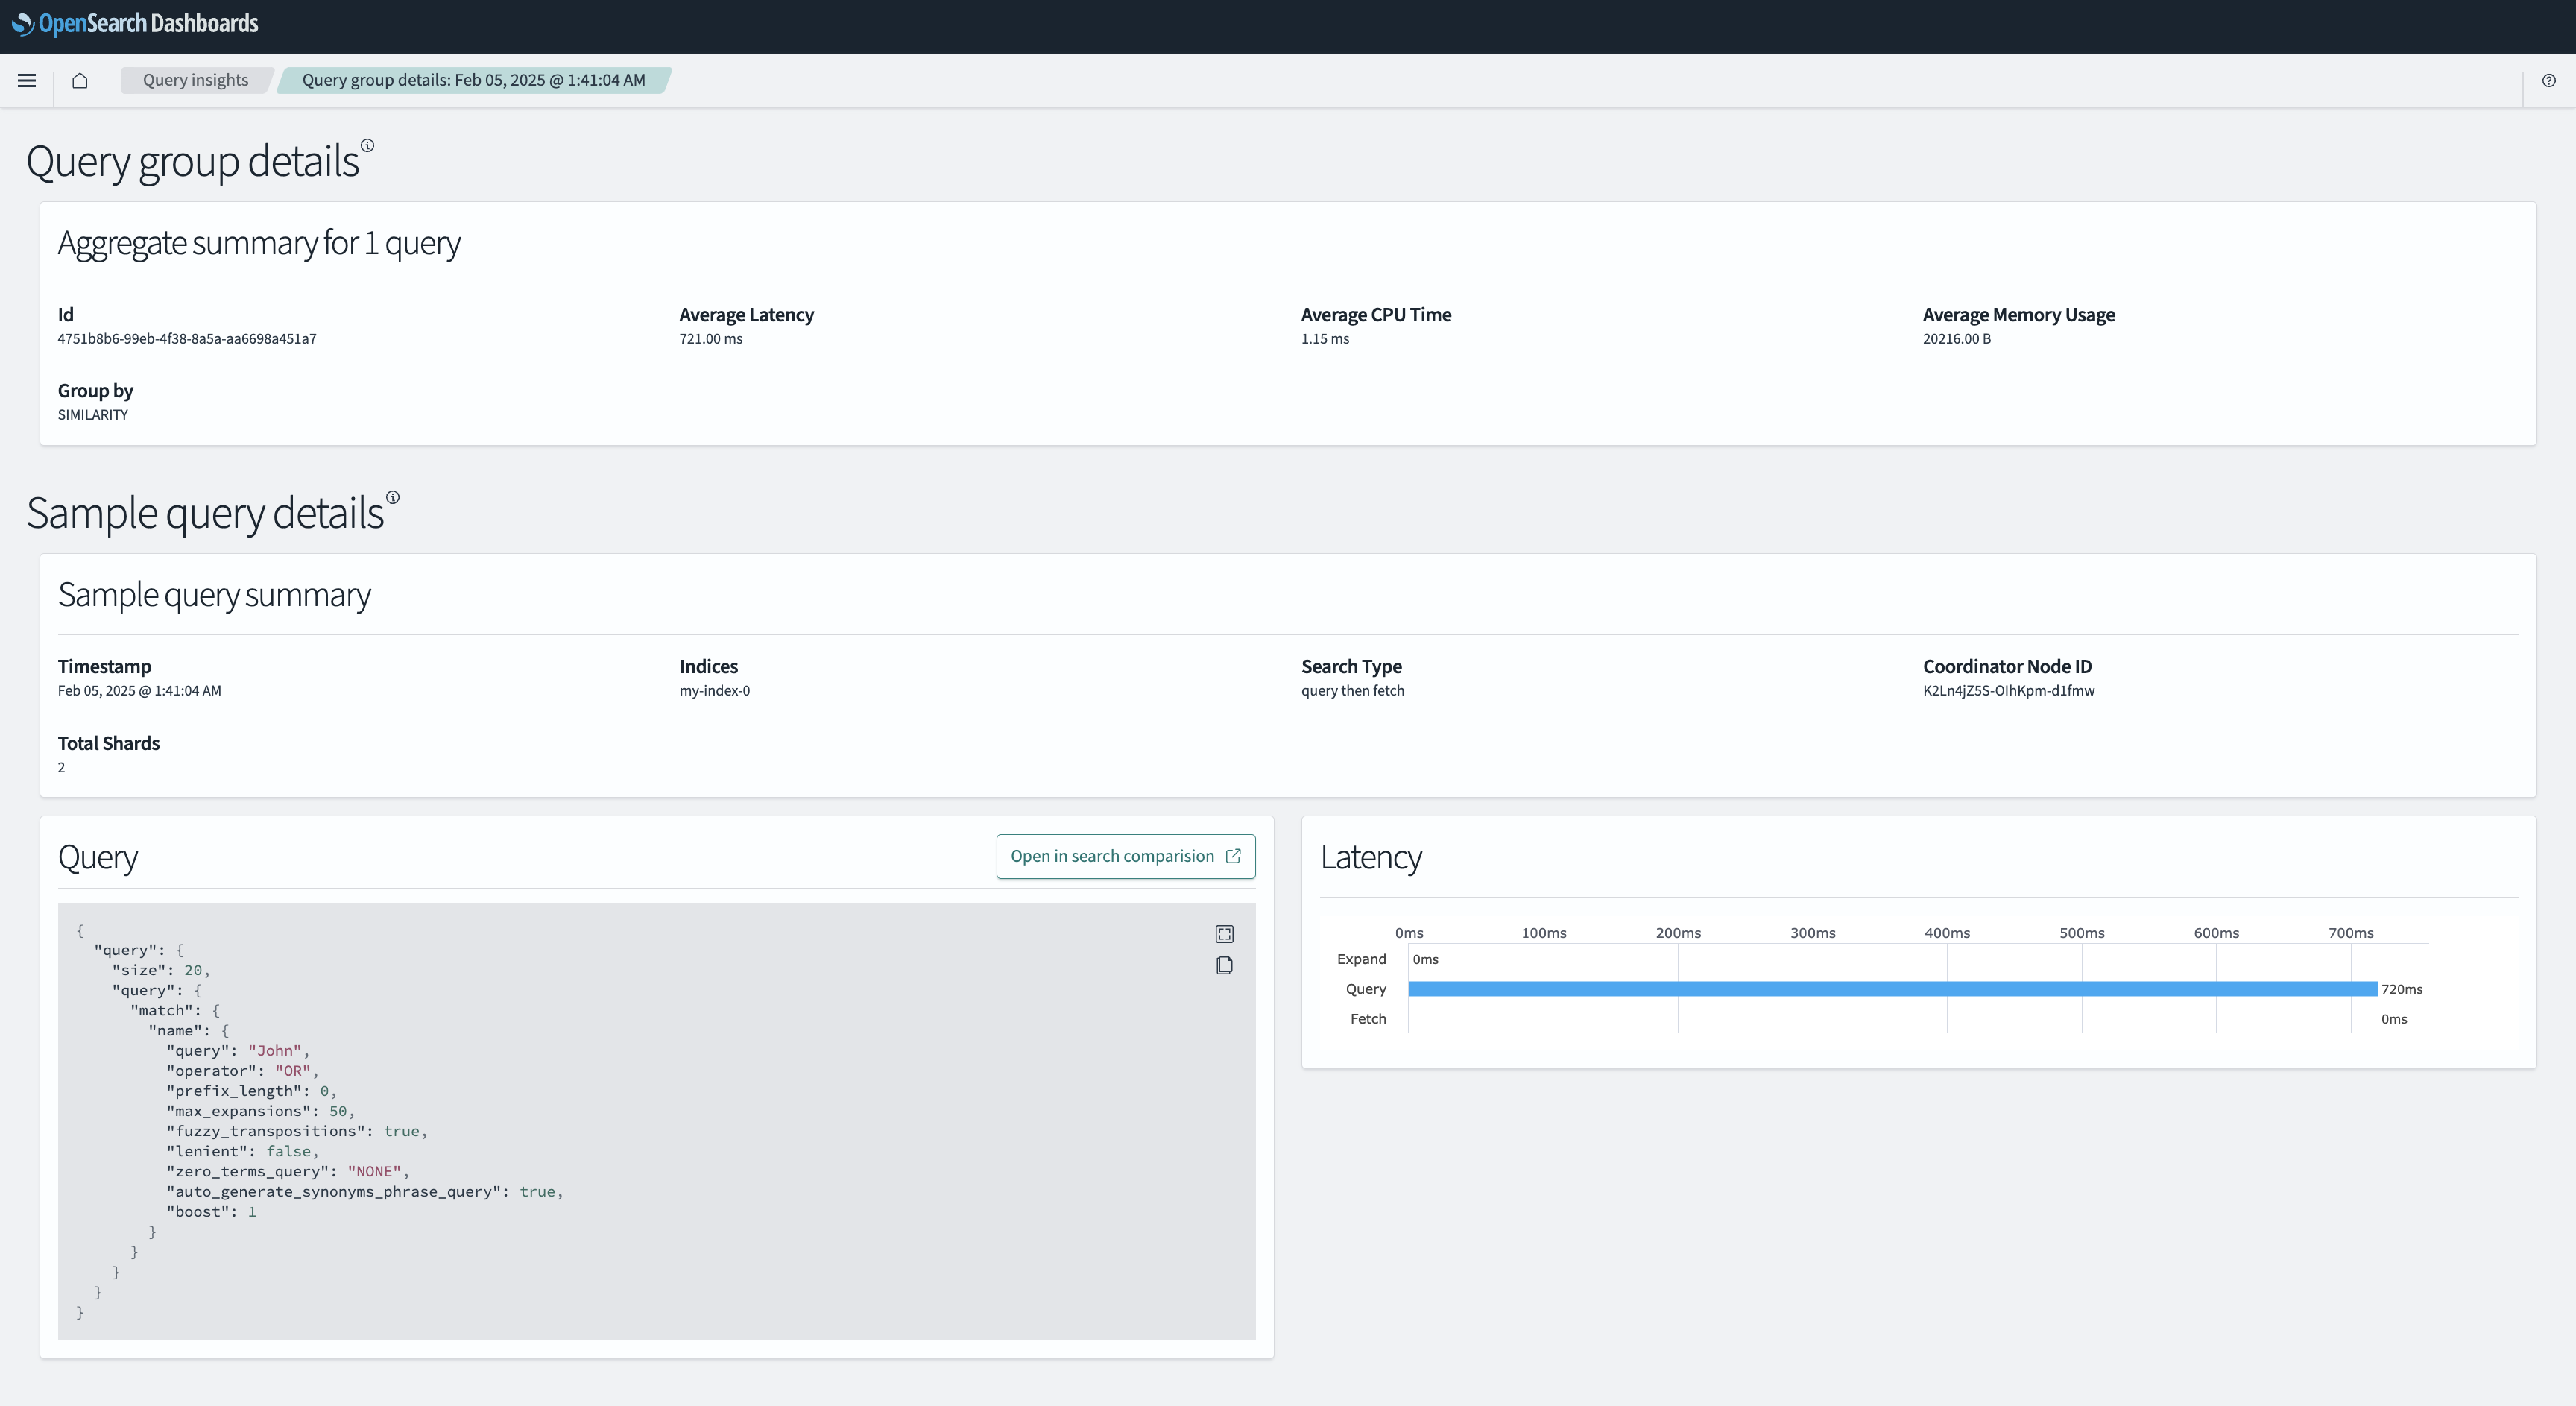 OpenSearch Dashboards
Query insights
Query group details: Feb 05, 2025 @ 1:41:04 AM
Query group details
Aggregate summary for 1 query
Id
4751b8b6-99eb-4f38-8a5a-aa6698a451a7
Average Latency
721.00 ms
Average CPU Time
1.15 ms
Average Memory Usage
20216.00 B
Group by
SIMILARITY
Sample query details
Sample query summary
Timestamp
Feb 05, 2025 @ 1:41:04 AM
Indices
my-index-0
Search Type
query then fetch
Coordinator Node ID
K2Ln4jZ5S-OIhKpm-d1fmw
Total Shards
2
Query
Open in search comparision
{
  "query": {
    "size": 20,
    "query": {
      "match": {
        "name": {
          "query": "John",
          "operator": "OR",
          "prefix_length": 0,
          "max_expansions": 50,
          "fuzzy_transpositions": true,
          "lenient": false,
          "zero_terms_query": "NONE",
          "auto_generate_synonyms_phrase_query": true,
          "boost": 1
        }
      }
    }
  }
}
Latency
0ms 100ms 200ms 300ms 400ms 500ms 600ms 700ms
Expand 0ms
Query 720ms
Fetch 0ms